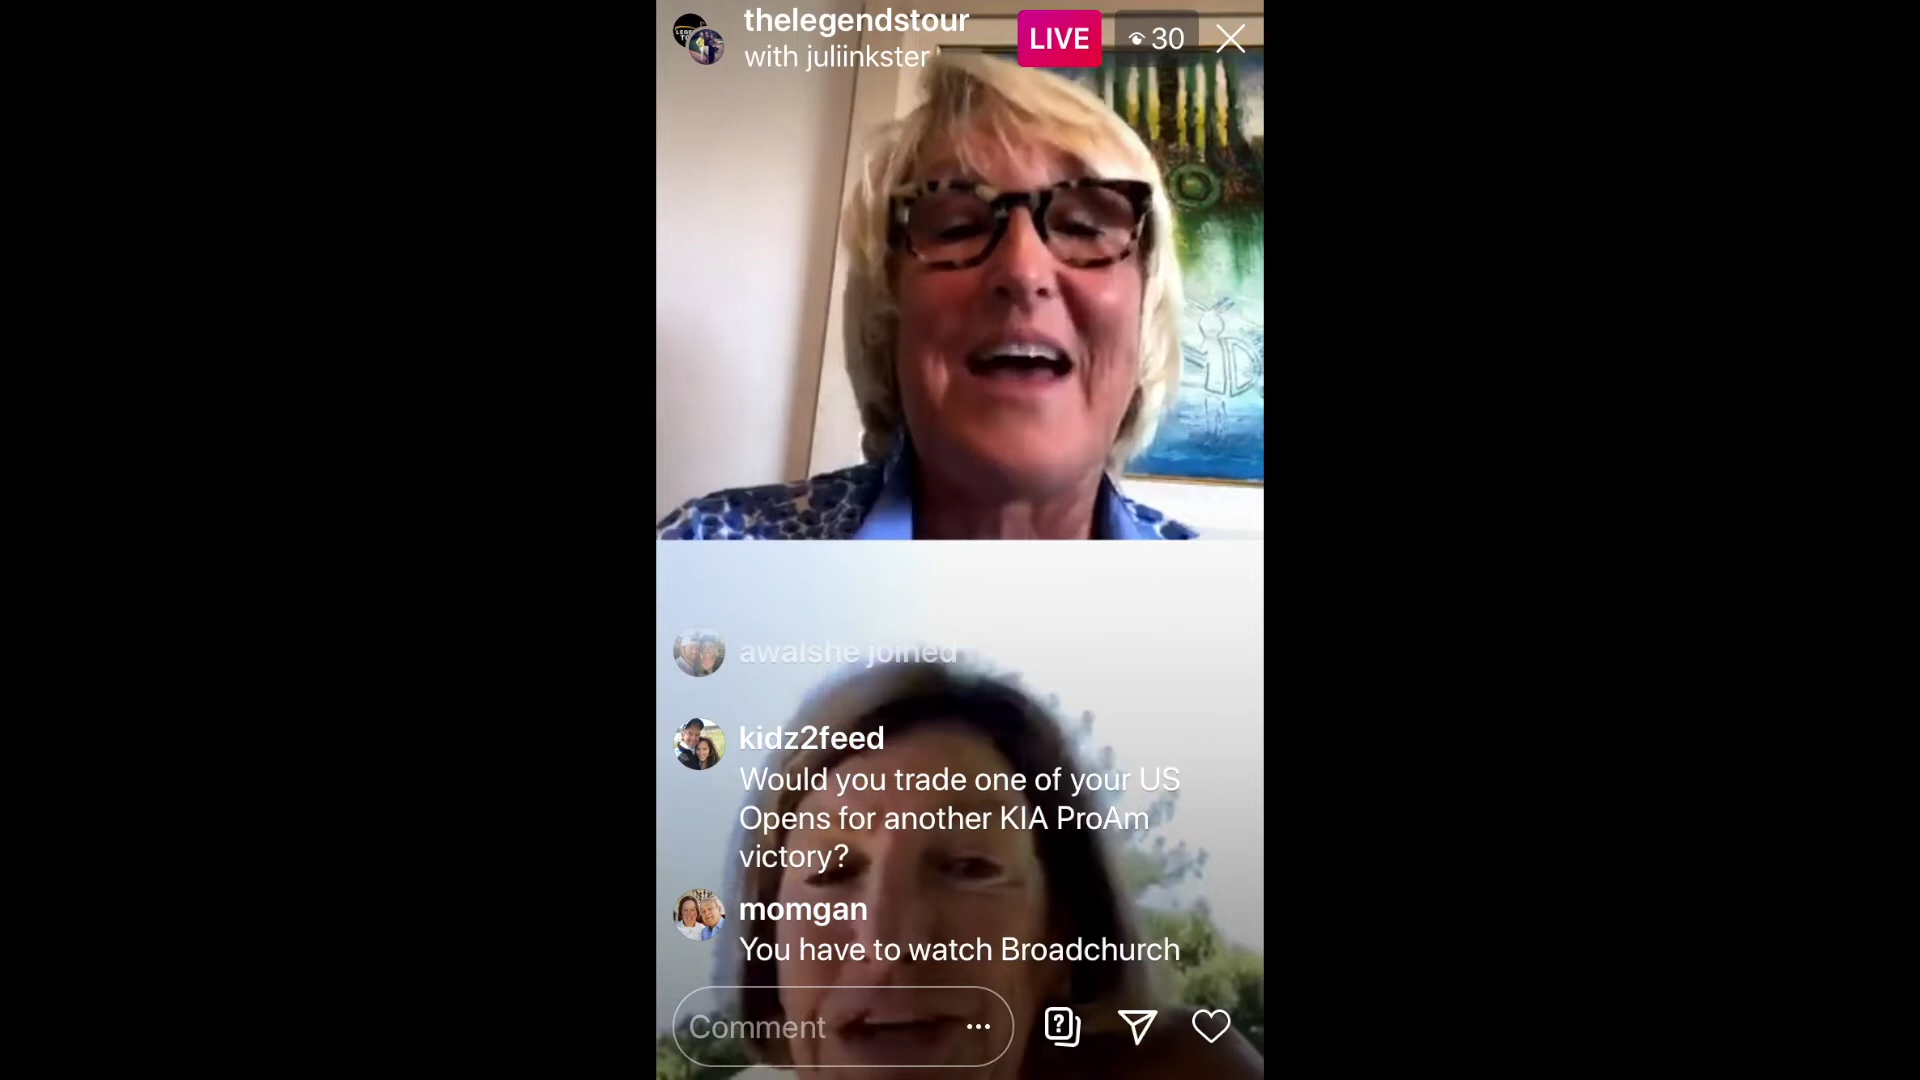 thelegendstour
with juliinkster
LIVE
30
awalshe joined
kidz2feed
Would you trade one of your US
Opens for another KIA ProAm
victory?
momgan
You have to watch Broadchurch
Comment